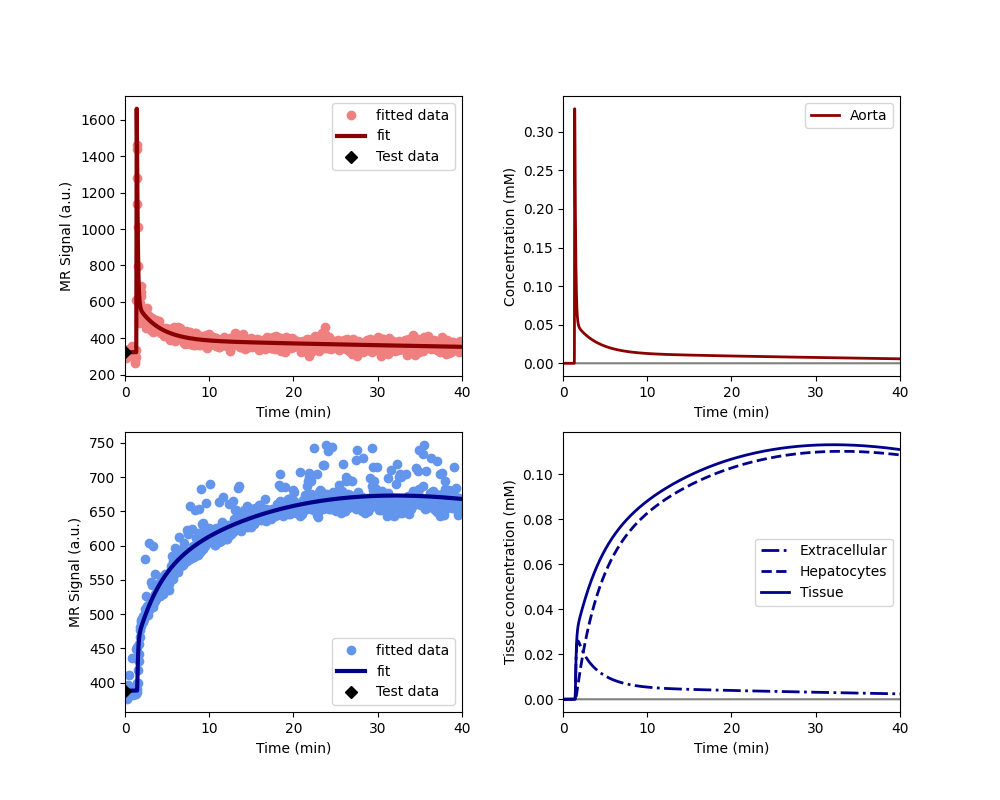 MR Signal (a.u.)
1600
1400
1200
1000
800
600
400
200
0 10 20 30 40
Time (min)
fitted data
fit
Test data
Concentration (mM)
0.30
0.25
0.20
0.15
0.10
0.05
0.00
0 10 20 30 40
Time (min)
Aorta
MR Signal (a.u.)
750
700
650
600
550
500
450
400
0 10 20 30 40
Time (min)
fitted data
fit
Test data
Tissue concentration (mM)
0.10
0.08
0.06
0.04
0.02
0.00
0 10 20 30 40
Time (min)
Extracellular
Hepatocytes
Tissue